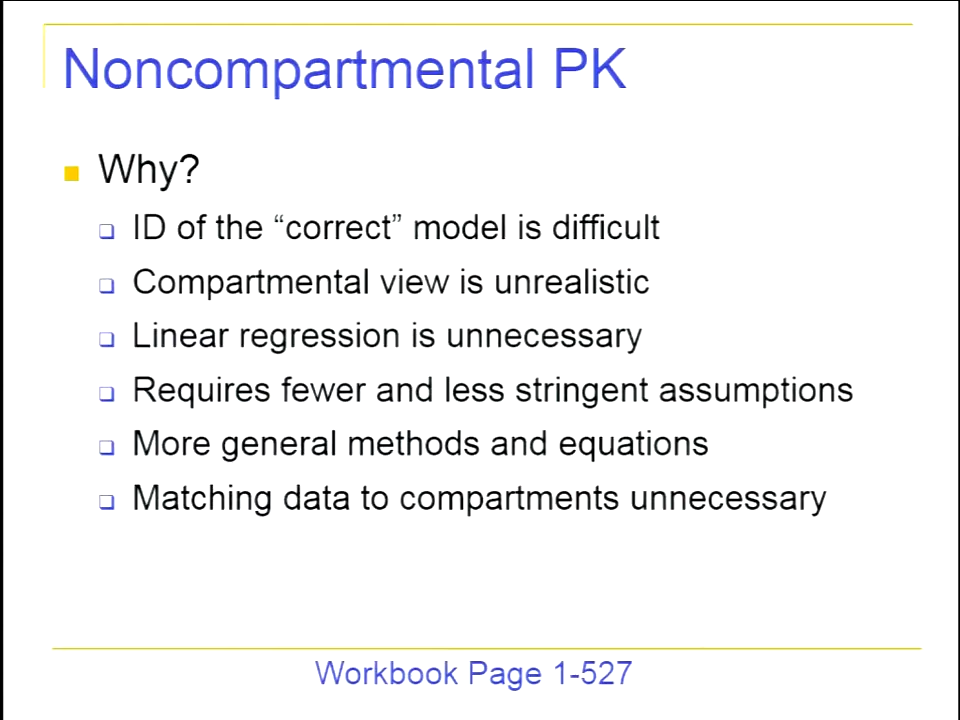 Noncompartmental PK
Why?
ID of the “correct” model is difficult
Compartmental view is unrealistic
Linear regression is unnecessary
Requires fewer and less stringent assumptions
More general methods and equations
Matching data to compartments unnecessary
Workbook Page 1-527